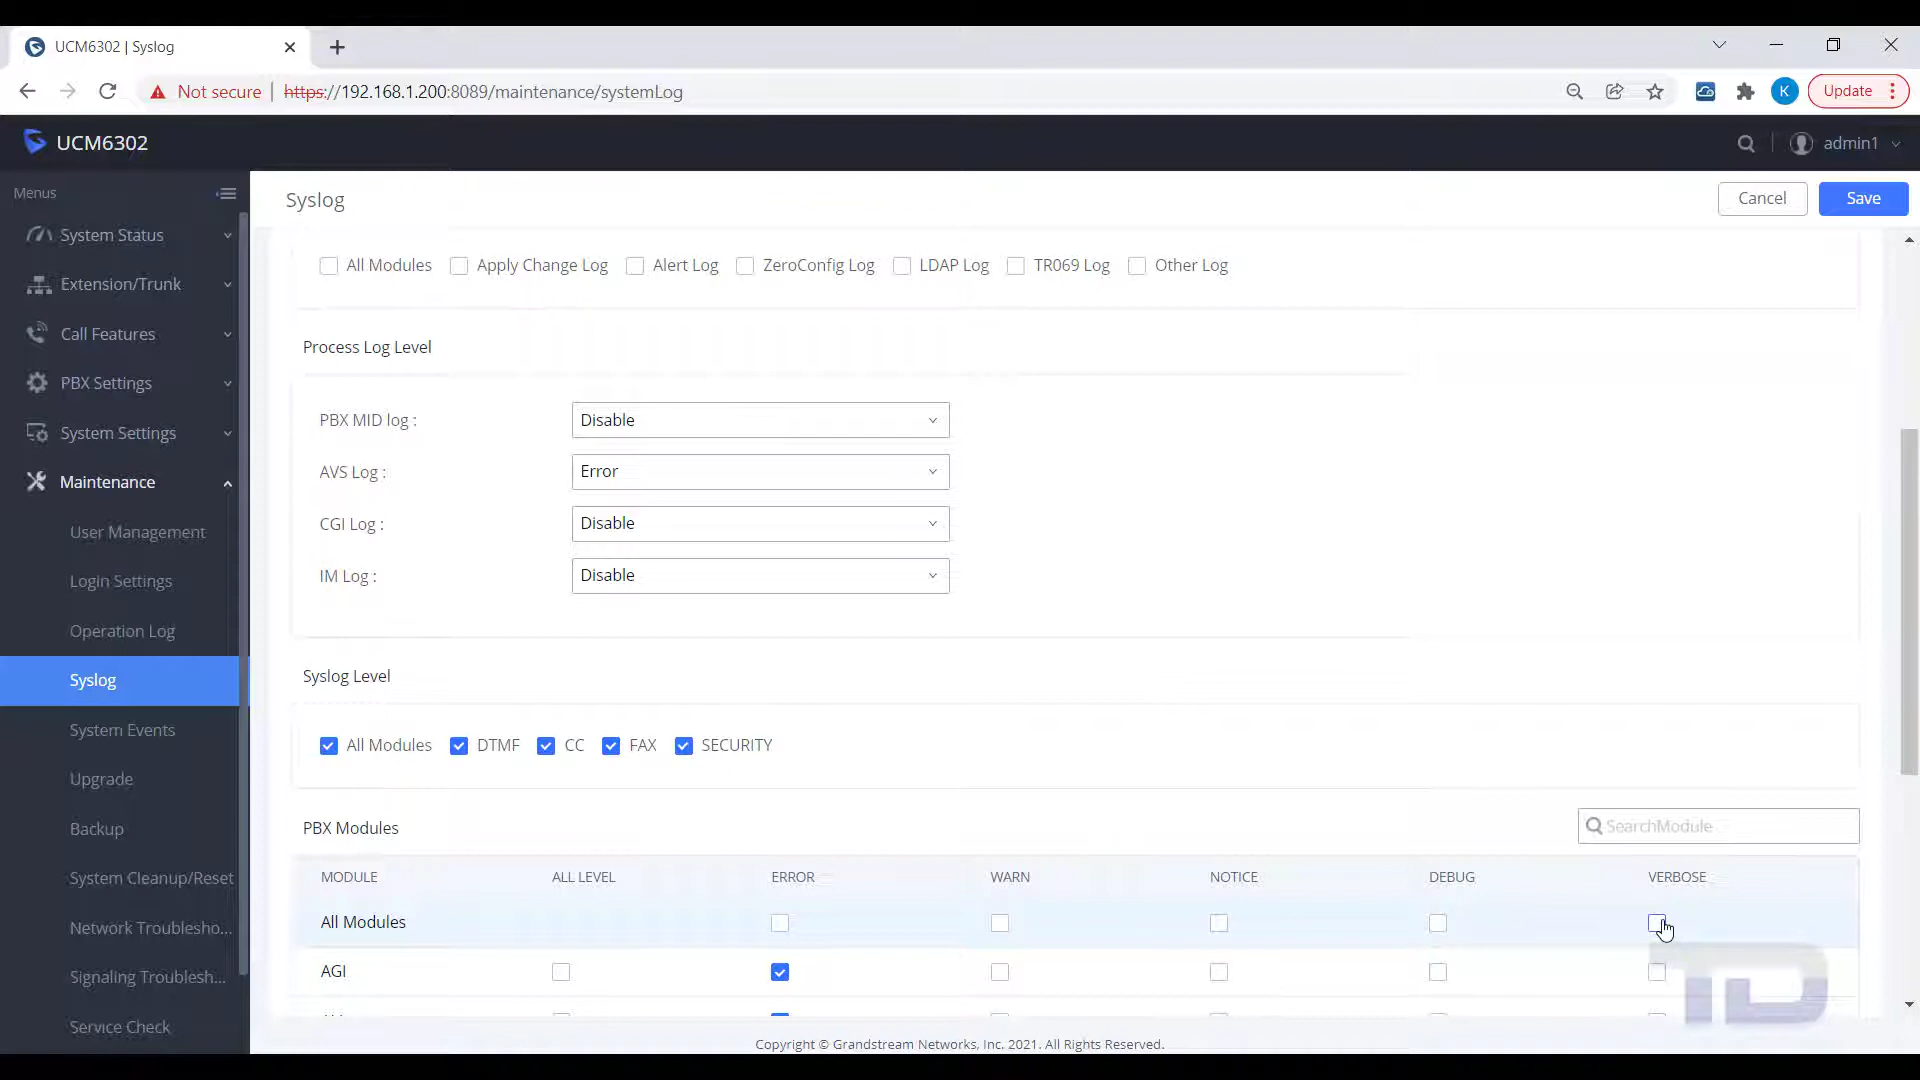 UCM6302 | Syslog
Not secure
https://192.168.1.200:8089/maintenance/systemLog
K
Update
UCM6302
admin1
Menus
Syslog
Cancel
Save
System Status
Extension/Trunk
Call Features
PBX Settings
System Settings
Maintenance
User Management
Login Settings
Operation Log
Syslog
System Events
Upgrade
Backup
System Cleanup/Reset
Network Troublesho...
Signaling Troublesh...
Service Check
All Modules Apply Change Log Alert Log ZeroConfig Log LDAP Log TR069 Log Other Log
Process Log Level
PBX MID log : Disable
AVS Log : Error
CGI Log : Disable
IM Log : Disable
Syslog Level
All Modules DTMF CC FAX SECURITY
PBX Modules
SearchModule
MODULE ALL LEVEL ERROR WARN NOTICE DEBUG VERBOSE
All Modules
AGI
TD
Copyright © Grandstream Networks, Inc. 2021. All Rights Reserved.